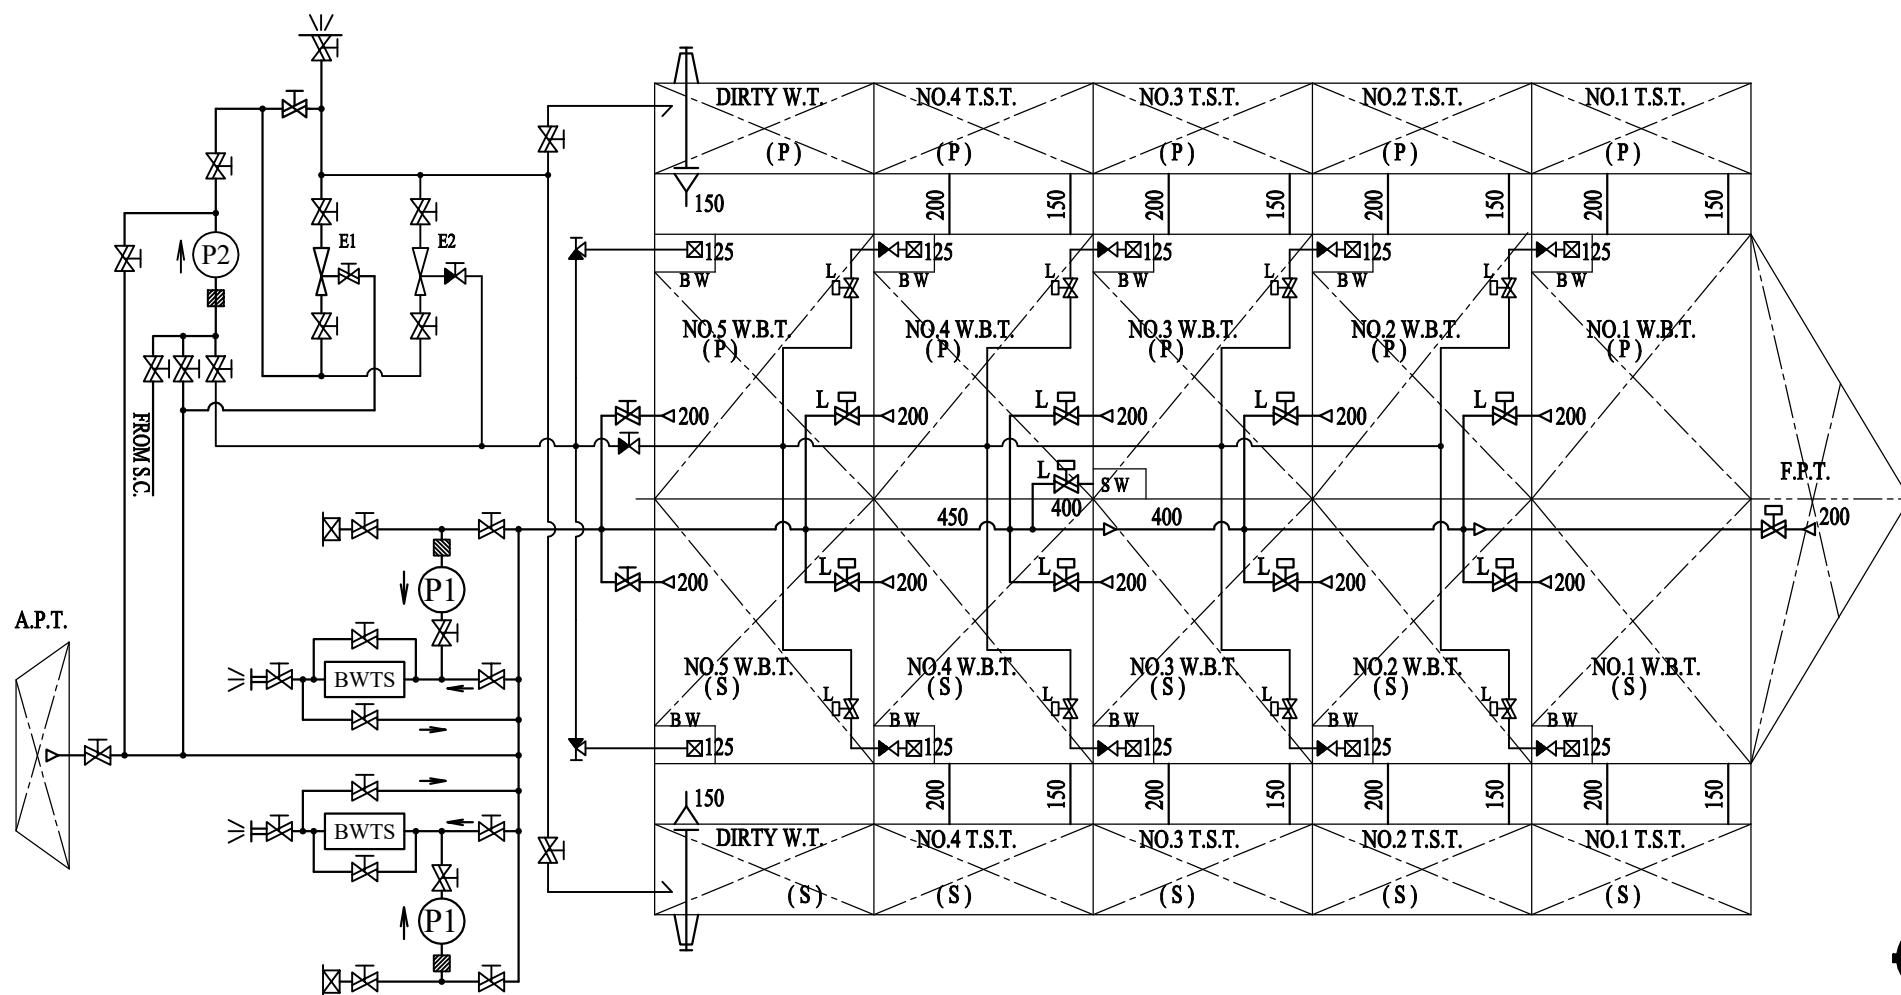 DIRTY W.T. NO.4 T.S.T. NO.3 T.S.T. NO.2 T.S.T. NO.1 T.S.T.
(P) (P) (P) (P) (P)
150 200 150 200 150 200 150 200 150
E1 E2
P2
125 125 125 125 125
BW BW BW BW BW
L L L L
NO.5 W.B.T. NO.4 W.B.T. NO.3 W.B.T. NO.2 W.B.T. NO.1 W.B.T.
(P) (P) (P) (P) (P)
FROM S.C.
L L L L
200 200 200 200 200
L SW F.P.T.
400
450 400 200
L L L L
200 200 200 200 200
P1
A.P.T.
BWTS
NO.5 W.B.T. NO.4 W.B.T. NO.3 W.B.T. NO.2 W.B.T. NO.1 W.B.T.
(S) (S) (S) (S) (S)
L L L L
BW BW BW BW BW
125 125 125 125 125
150 200 150 200 150 200 150 200 150
BWTS
DIRTY W.T. NO.4 T.S.T. NO.3 T.S.T. NO.2 T.S.T. NO.1 T.S.T.
(S) (S) (S) (S) (S)
P1